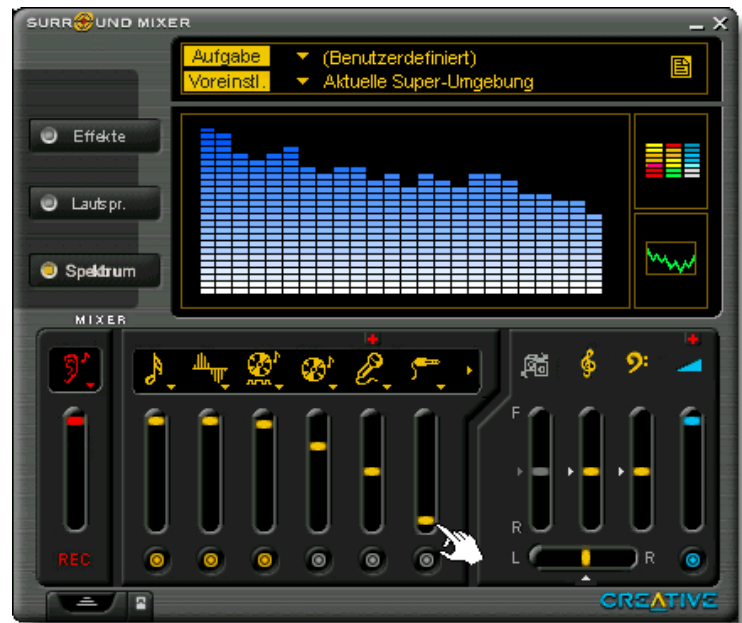 SURROUND MIXER
Aufgabe (Benutzerdefiniert)
Voreinstl. Aktuelle Super-Umgebung
Effekte
Lautspr.
Spektrum
MIXER
F
R
REC
L R
CREATIVE